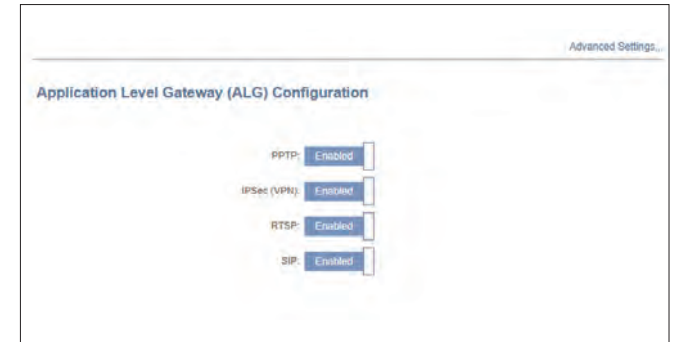 Advanced Settings...
Application Level Gateway (ALG) Configuration
PPTP: Enabled
IPSec (VPN): Enabled
RTSP: Enabled
SIP: Enabled